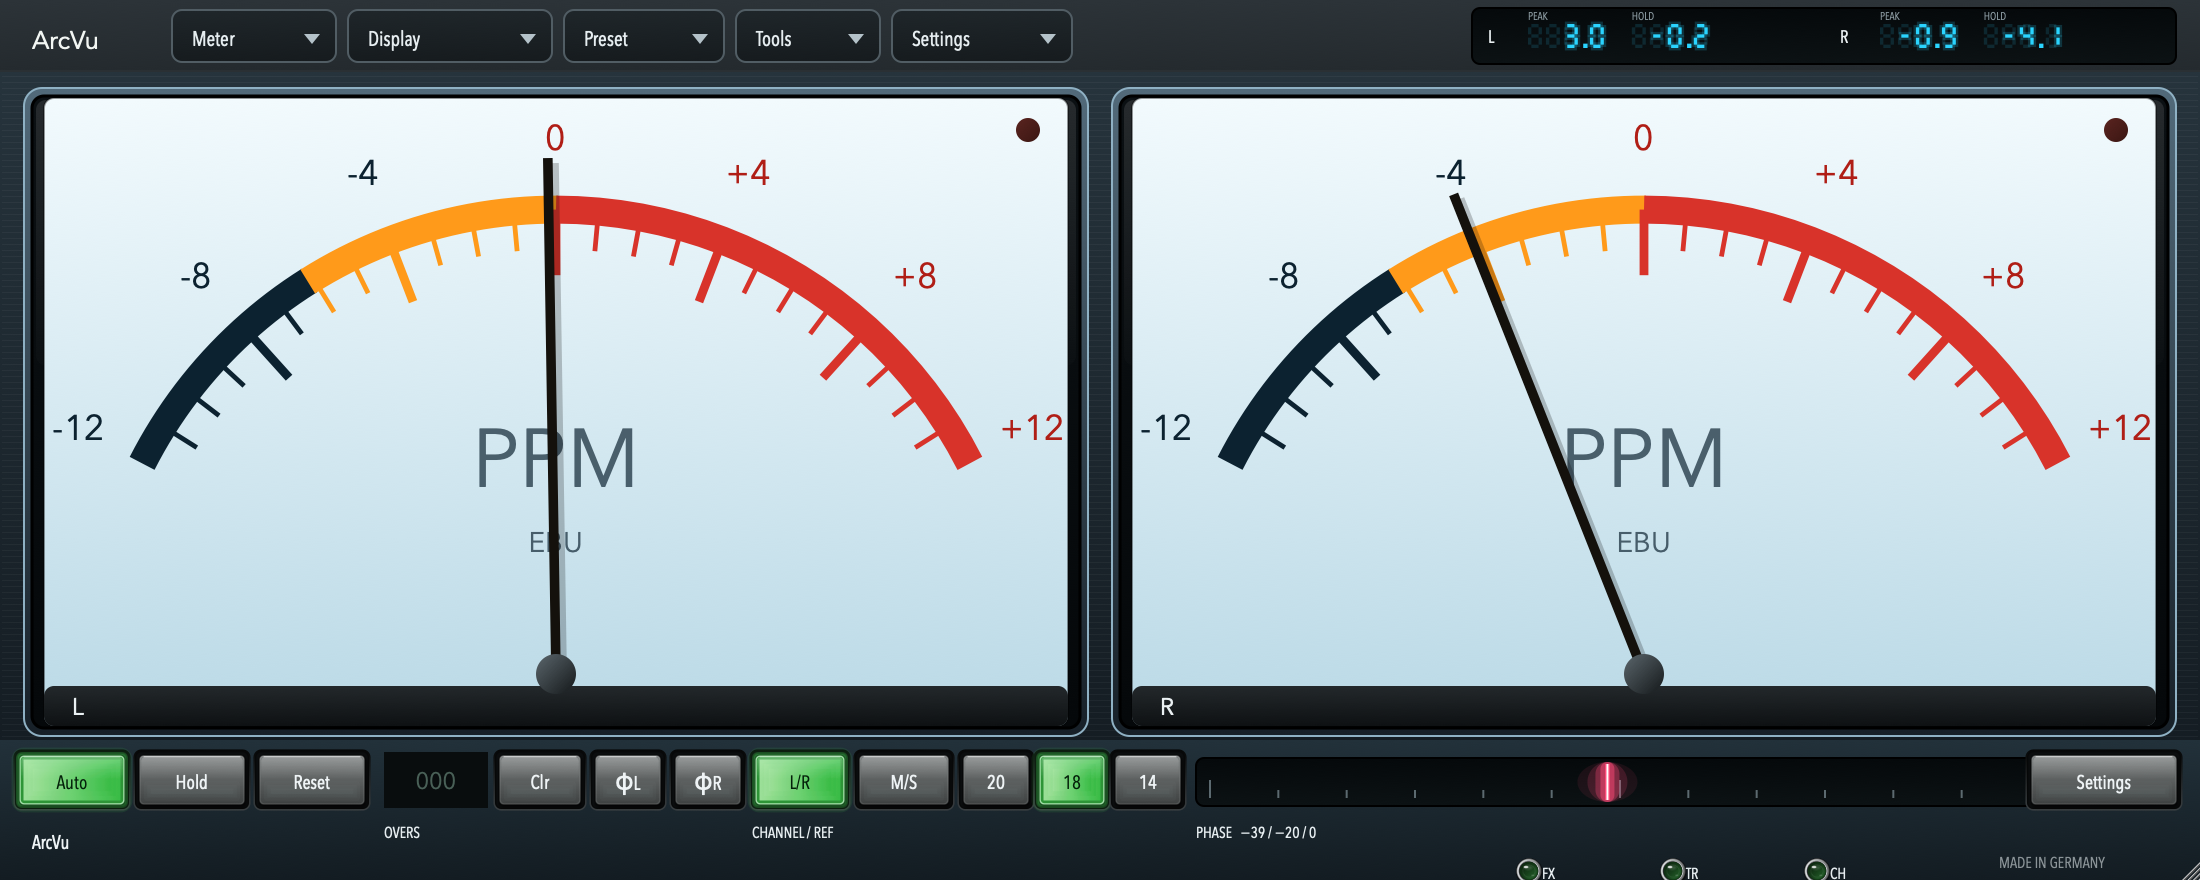 ArcVu Meter Display Preset Tools Settings
L PEAK 3.0 HOLD -0.2 R PEAK -0.9 HOLD -4.1
-12 -8 -4 0 +4 +8 +12
PPM
EBU
L
-12 -8 -4 0 +4 +8 +12
PPM
EBU
R
Auto Hold Reset 000 Clr ΦL ΦR L/R M/S 20 18 14 Settings
ArcVu OVERS CHANNEL / REF PHASE −39 / −20 / 0
FX TR CH MADE IN GERMANY